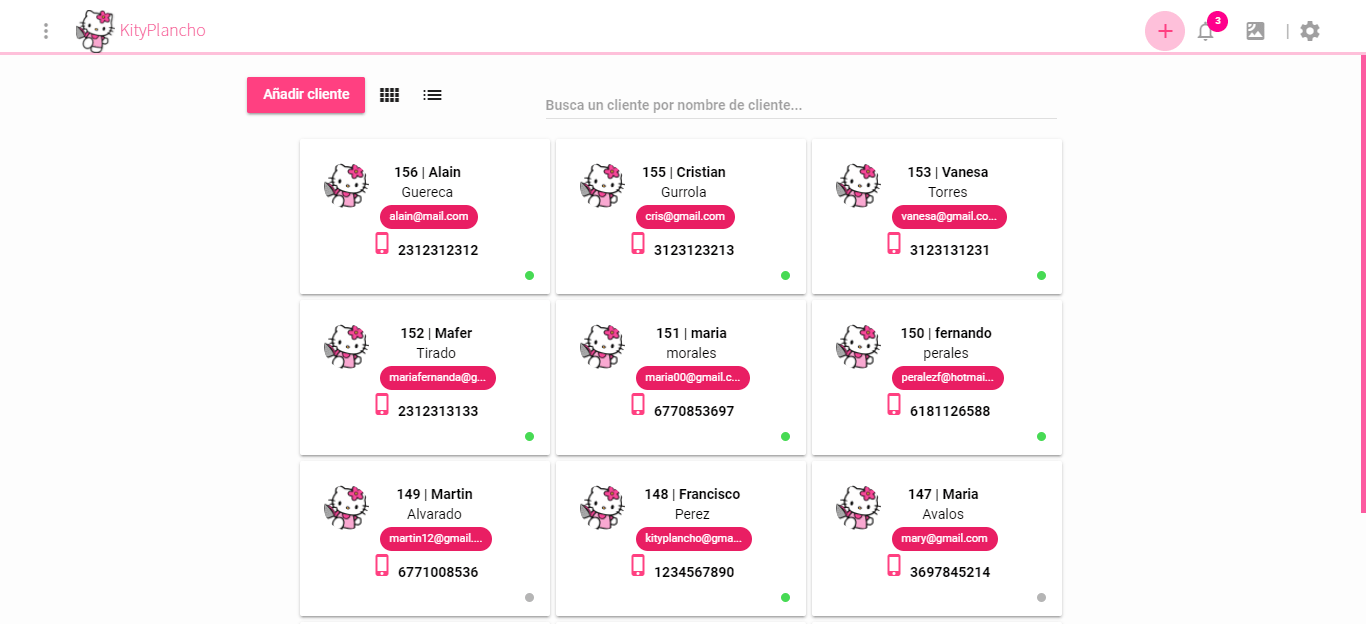 KityPlancho
3
|
Añadir cliente
Busca un cliente por nombre de cliente...
156 | Alain
Guereca
alain@mail.com
2312312312
155 | Cristian
Gurrola
cris@gmail.com
3123123213
153 | Vanesa
Torres
vanesa@gmail.co...
3123131231
152 | Mafer
Tirado
mariafernanda@g...
2312313133
151 | maria
morales
maria00@gmail.c...
6770853697
150 | fernando
perales
peralezf@hotmai...
6181126588
149 | Martin
Alvarado
martin12@gmail....
6771008536
148 | Francisco
Perez
kityplancho@gma...
1234567890
147 | Maria
Avalos
mary@gmail.com
3697845214